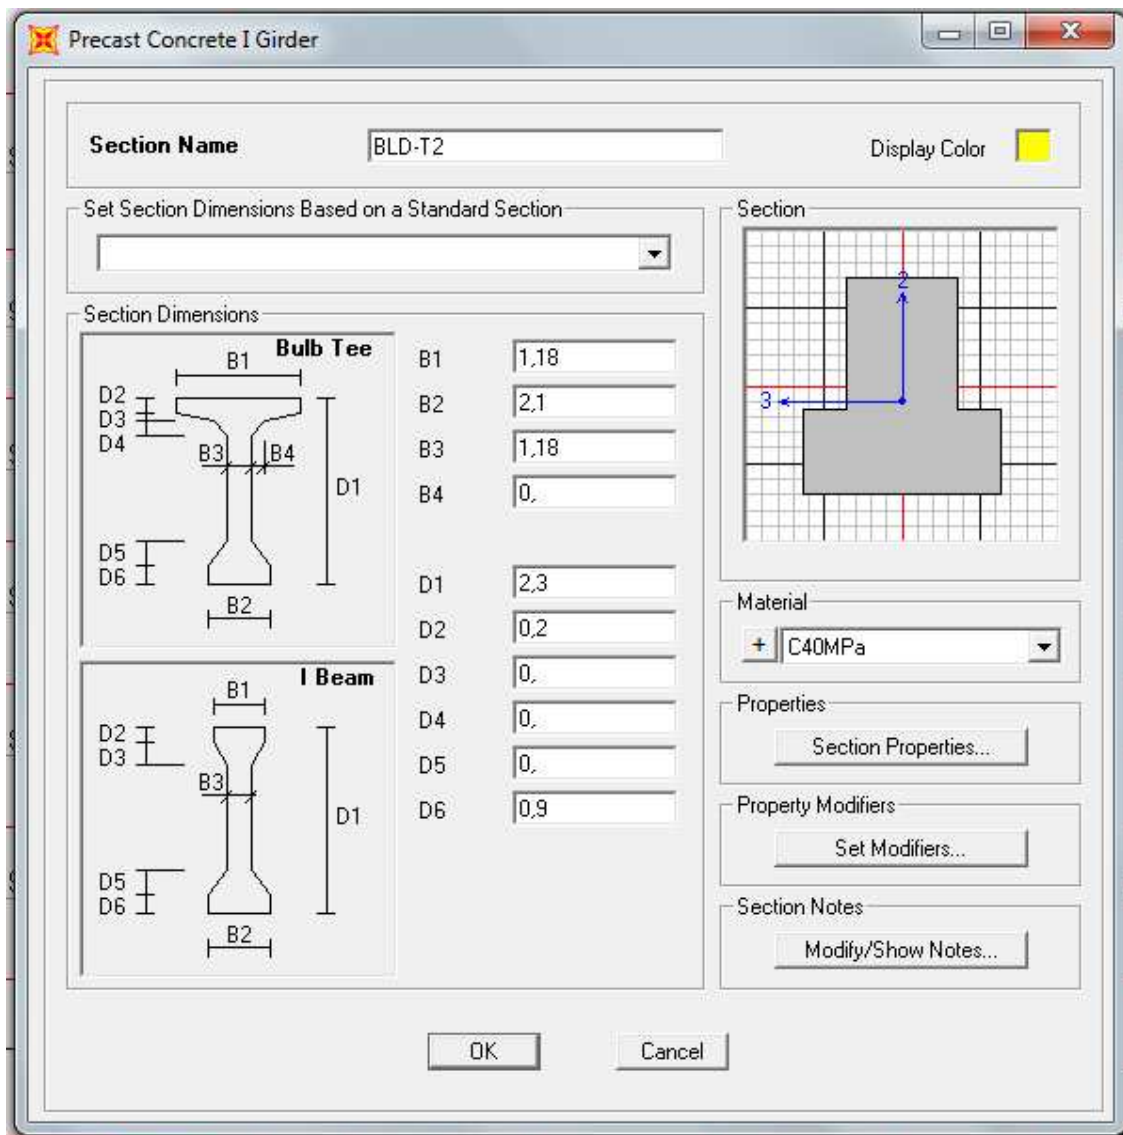 Precast Concrete I Girder
Section Name BLD-T2 Display Color
Set Section Dimensions Based on a Standard Section
Section
2
3
Section Dimensions
Bulb Tee
B1
D2
D3
D4
B3 B4
D1
D5
D6
B2
I Beam
B1
D2
D3
B3
D1
D5
D6
B2
B1 1,18
B2 2,1
B3 1,18
B4 0,
D1 2,3
D2 0,2
D3 0,
D4 0,
D5 0,
D6 0,9
Material
+ C40MPa
Properties
Section Properties...
Property Modifiers
Set Modifiers...
Section Notes
Modify/Show Notes...
OK Cancel